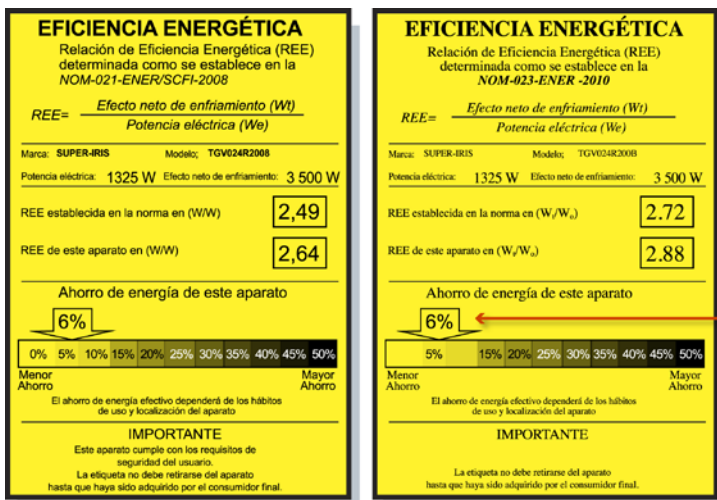 EFICIENCIA ENERGÉTICA
Relación de Eficiencia Energética (REE)
determinada como se establece en la
NOM-021-ENER/SCFI-2008
REE= Efecto neto de enfriamiento (Wt)
Potencia eléctrica (We)
Marca: SUPER-IRIS Modelo; TGV024R2008
Potencia eléctrica: 1325 W Efecto neto de enfriamiento: 3 500 W
REE establecida en la norma en (W/W) 2,49
REE de este aparato en (W/W) 2,64
Ahorro de energía de este aparato
6%
0% 5% 10% 15% 20% 25% 30% 35% 40% 45% 50%
Menor Mayor
Ahorro Ahorro
El ahorro de energía efectivo dependerá de los hábitos
de uso y localización del aparato
IMPORTANTE
Este aparato cumple con los requisitos de
seguridad del usuario.
La etiqueta no debe retirarse del aparato
hasta que haya sido adquirido por el consumidor final.
EFICIENCIA ENERGÉTICA
Relación de Eficiencia Energética (REE)
determinada como se establece en la
NOM-023-ENER -2010
REE= Efecto neto de enfriamiento (Wt)
Potencia eléctrica (We)
Marca: SUPER-IRIS Modelo; TGV024R200B
Potencia eléctrica: 1325 W Efecto neto de enfriamiento: 3 500 W
REE establecida en la norma en 2.72
REE de este aparato en 2.88
Ahorro de energía de este aparato
6%
5% 15% 20% 25% 30% 35% 40% 45% 50%
Menor Mayor
Ahorro Ahorro
El ahorro de energía efectivo dependerá de los hábitos
de uso y localización del aparato
IMPORTANTE
La etiqueta no debe retirarse del aparato
hasta que haya sido adquirido por el consumidor final.